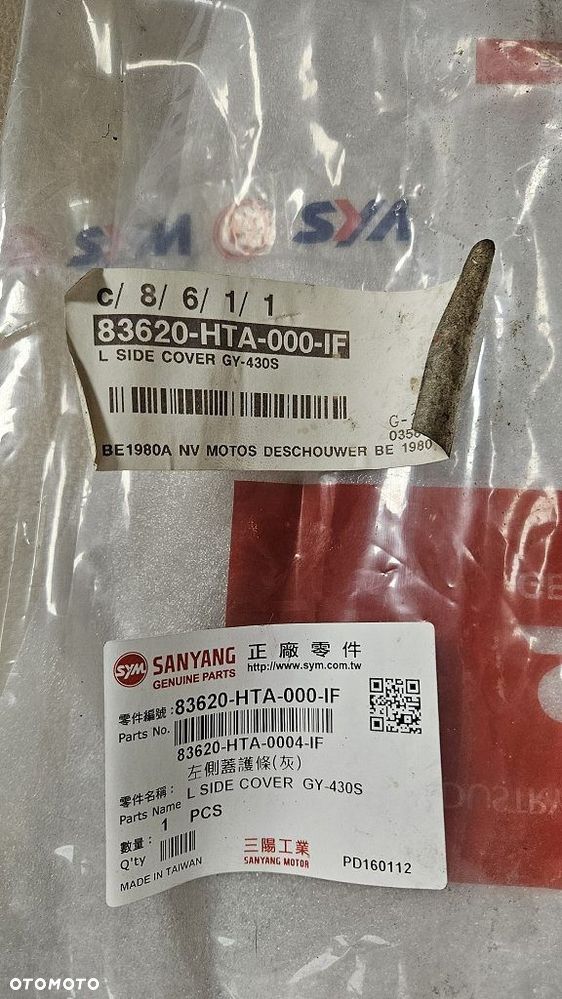 SYM
SYM
C/ 8/ 6/ 1/ 1
83620-HTA-000-IF
L SIDE COVER GY-430S
G-
BE1980A NV MOTOS DESCHOUWER BE 1980
SYM SANYANG 正廠零件
GENUINE PARTS http://www.sym.com.tw
零件編號: 83620-HTA-000-IF
Parts No.
83620-HTA-0004-IF
左側蓋護條(灰)
零件名稱: L SIDE COVER GY-430S
Parts Name
數量: 1 PCS
Q'ty
三陽工業
SANYANG MOTOR
MADE IN TAIWAN
PD160112
OTOMOTO